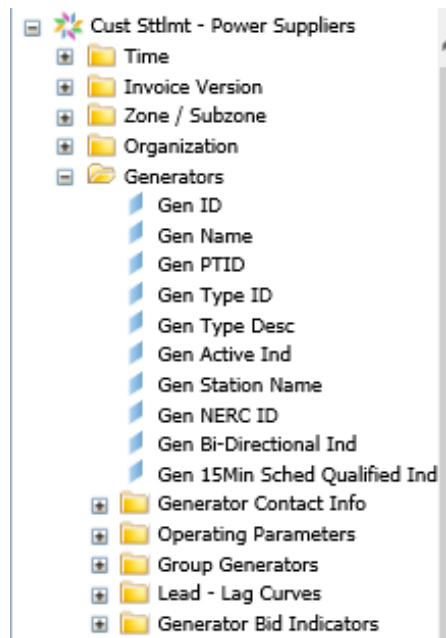 Cust Sttlmt - Power Suppliers
Time
Invoice Version
Zone / Subzone
Organization
Generators
Gen ID
Gen Name
Gen PTID
Gen Type ID
Gen Type Desc
Gen Active Ind
Gen Station Name
Gen NERC ID
Gen Bi-Directional Ind
Gen 15Min Sched Qualified Ind
Generator Contact Info
Operating Parameters
Group Generators
Lead - Lag Curves
Generator Bid Indicators